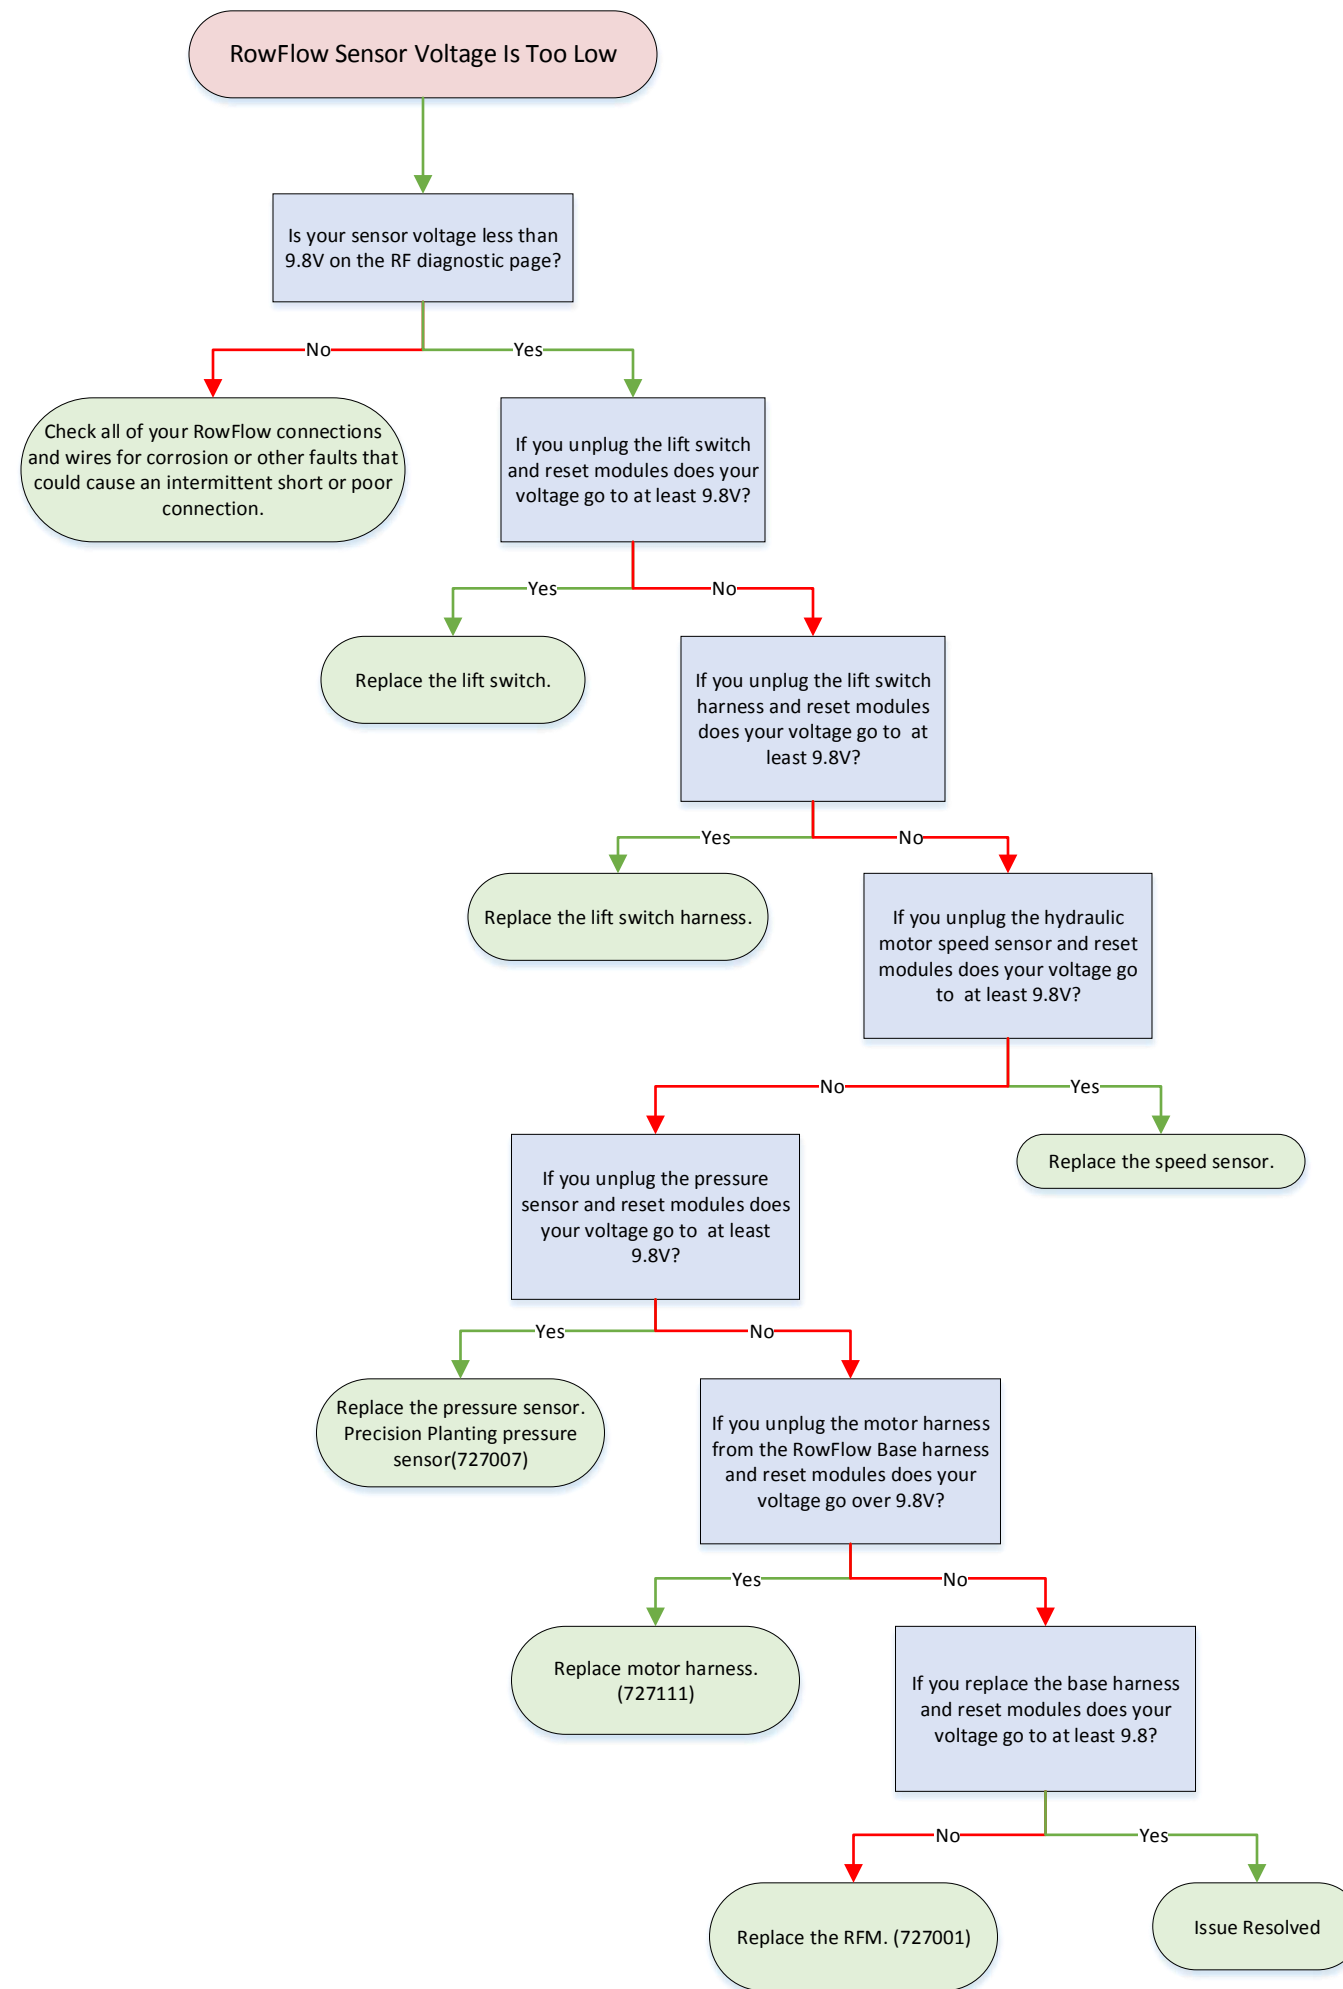 RowFlow Sensor Voltage Is Too Low
Is your sensor voltage less than
9.8V on the RF diagnostic page?
No
Yes
Check all of your RowFlow connections
and wires for corrosion or other faults that
could cause an intermittent short or poor
connection.
If you unplug the lift switch
and reset modules does your
voltage go to at least 9.8V?
Yes
No
Replace the lift switch.
If you unplug the lift switch
harness and reset modules
does your voltage go to  at
least 9.8V?
Yes
No
Replace the lift switch harness.
If you unplug the hydraulic
motor speed sensor and reset
modules does your voltage go
to  at least 9.8V?
No
Yes
If you unplug the pressure
sensor and reset modules does
your voltage go to  at least
9.8V?
Replace the speed sensor.
Yes
No
Replace the pressure sensor.
Precision Planting pressure
sensor(727007)
If you unplug the motor harness
from the RowFlow Base harness
and reset modules does your
voltage go over 9.8V?
Yes
No
Replace motor harness.
(727111)
If you replace the base harness
and reset modules does your
voltage go to at least 9.8?
No
Yes
Replace the RFM. (727001)
Issue Resolved